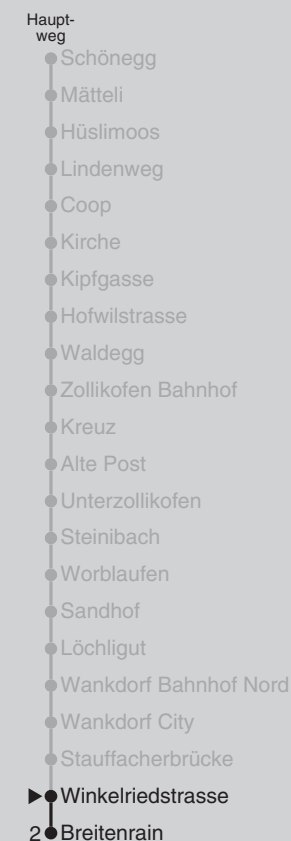 Haupt-
weg
Schönegg
Mätteli
Hüslimoos
Lindenweg
Coop
Kirche
Kipfgasse
Hofwilstrasse
Waldegg
Zollikofen Bahnhof
Kreuz
Alte Post
Unterzollikofen
Steinibach
Worblaufen
Sandhof
Löchligut
Wankdorf Bahnhof Nord
Wankdorf City
Stauffacherbrücke
Winkelriedstrasse
2 Breitenrain